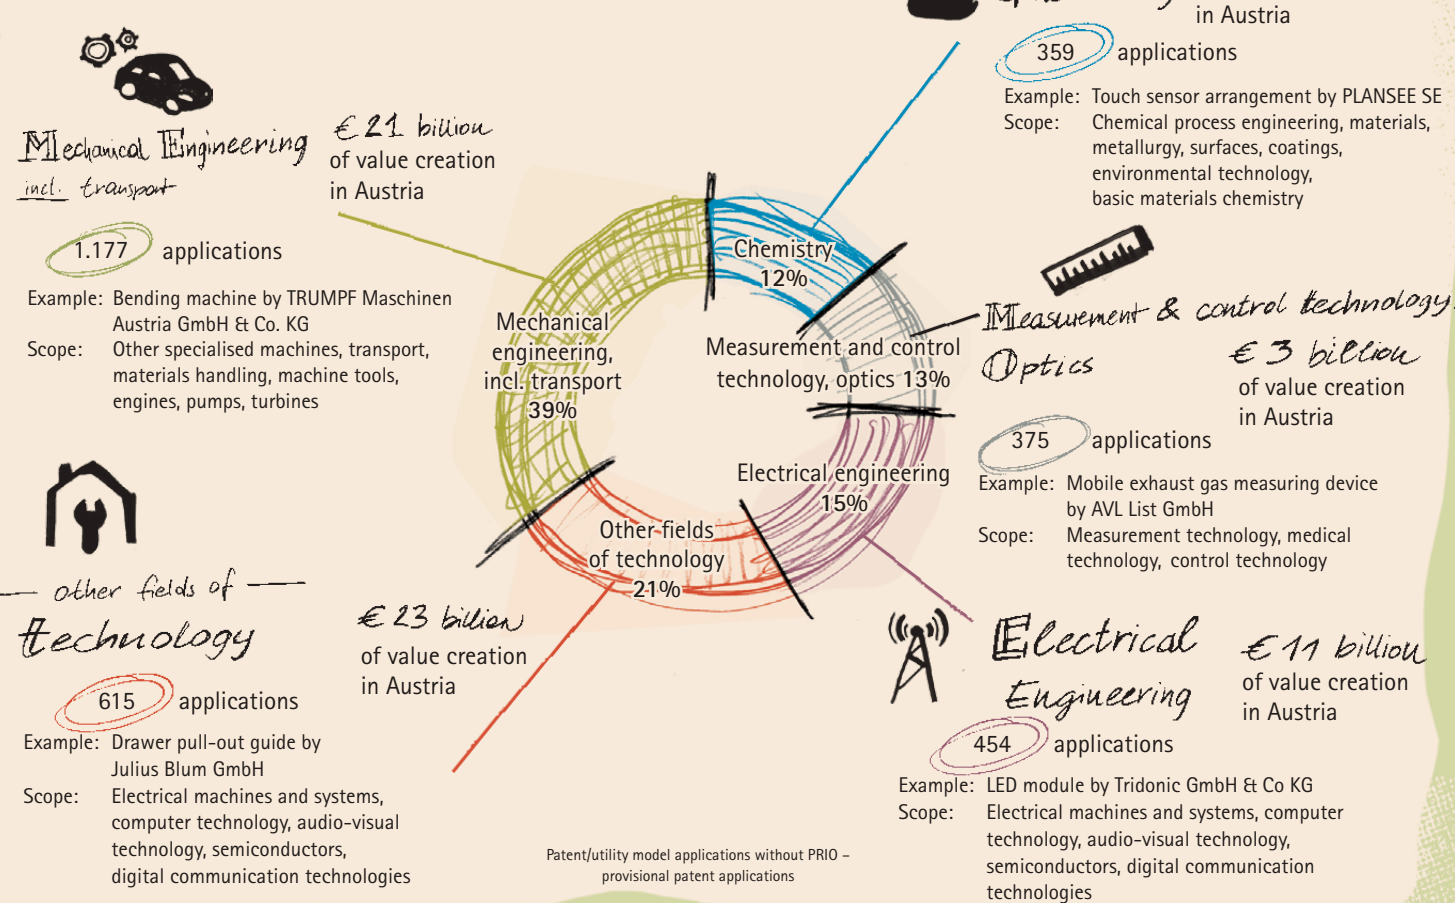 in Austria
359 applications
Example: Touch sensor arrangement by PLANSEE SE
Scope: Chemical process engineering, materials,
metallurgy, surfaces, coatings,
environmental technology,
basic materials chemistry
Mechanical Engineering
incl. transport
€ 21 billion
of value creation
in Austria
1.177 applications
Example: Bending machine by TRUMPF Maschinen
Austria GmbH & Co. KG
Scope: Other specialised machines, transport,
materials handling, machine tools,
engines, pumps, turbines
Chemistry
12%
Measurement and control
technology, optics 13%
Mechanical
engineering,
incl. transport
39%
Electrical engineering
15%
Other fields
of technology
21%
Measurement & control technology
Optics
€ 3 billion
of value creation
in Austria
375 applications
Example: Mobile exhaust gas measuring device
by AVL List GmbH
Scope: Measurement technology, medical
technology, control technology
other fields of
technology
€ 23 billion
of value creation
in Austria
615 applications
Example: Drawer pull-out guide by
Julius Blum GmbH
Scope: Electrical machines and systems,
computer technology, audio-visual
technology, semiconductors,
digital communication technologies
Electrical
Engineering
€ 11 billion
of value creation
in Austria
454 applications
Example: LED module by Tridonic GmbH & Co KG
Scope: Electrical machines and systems, computer
technology, audio-visual technology,
semiconductors, digital communication
technologies
Patent/utility model applications without PRIO –
provisional patent applications